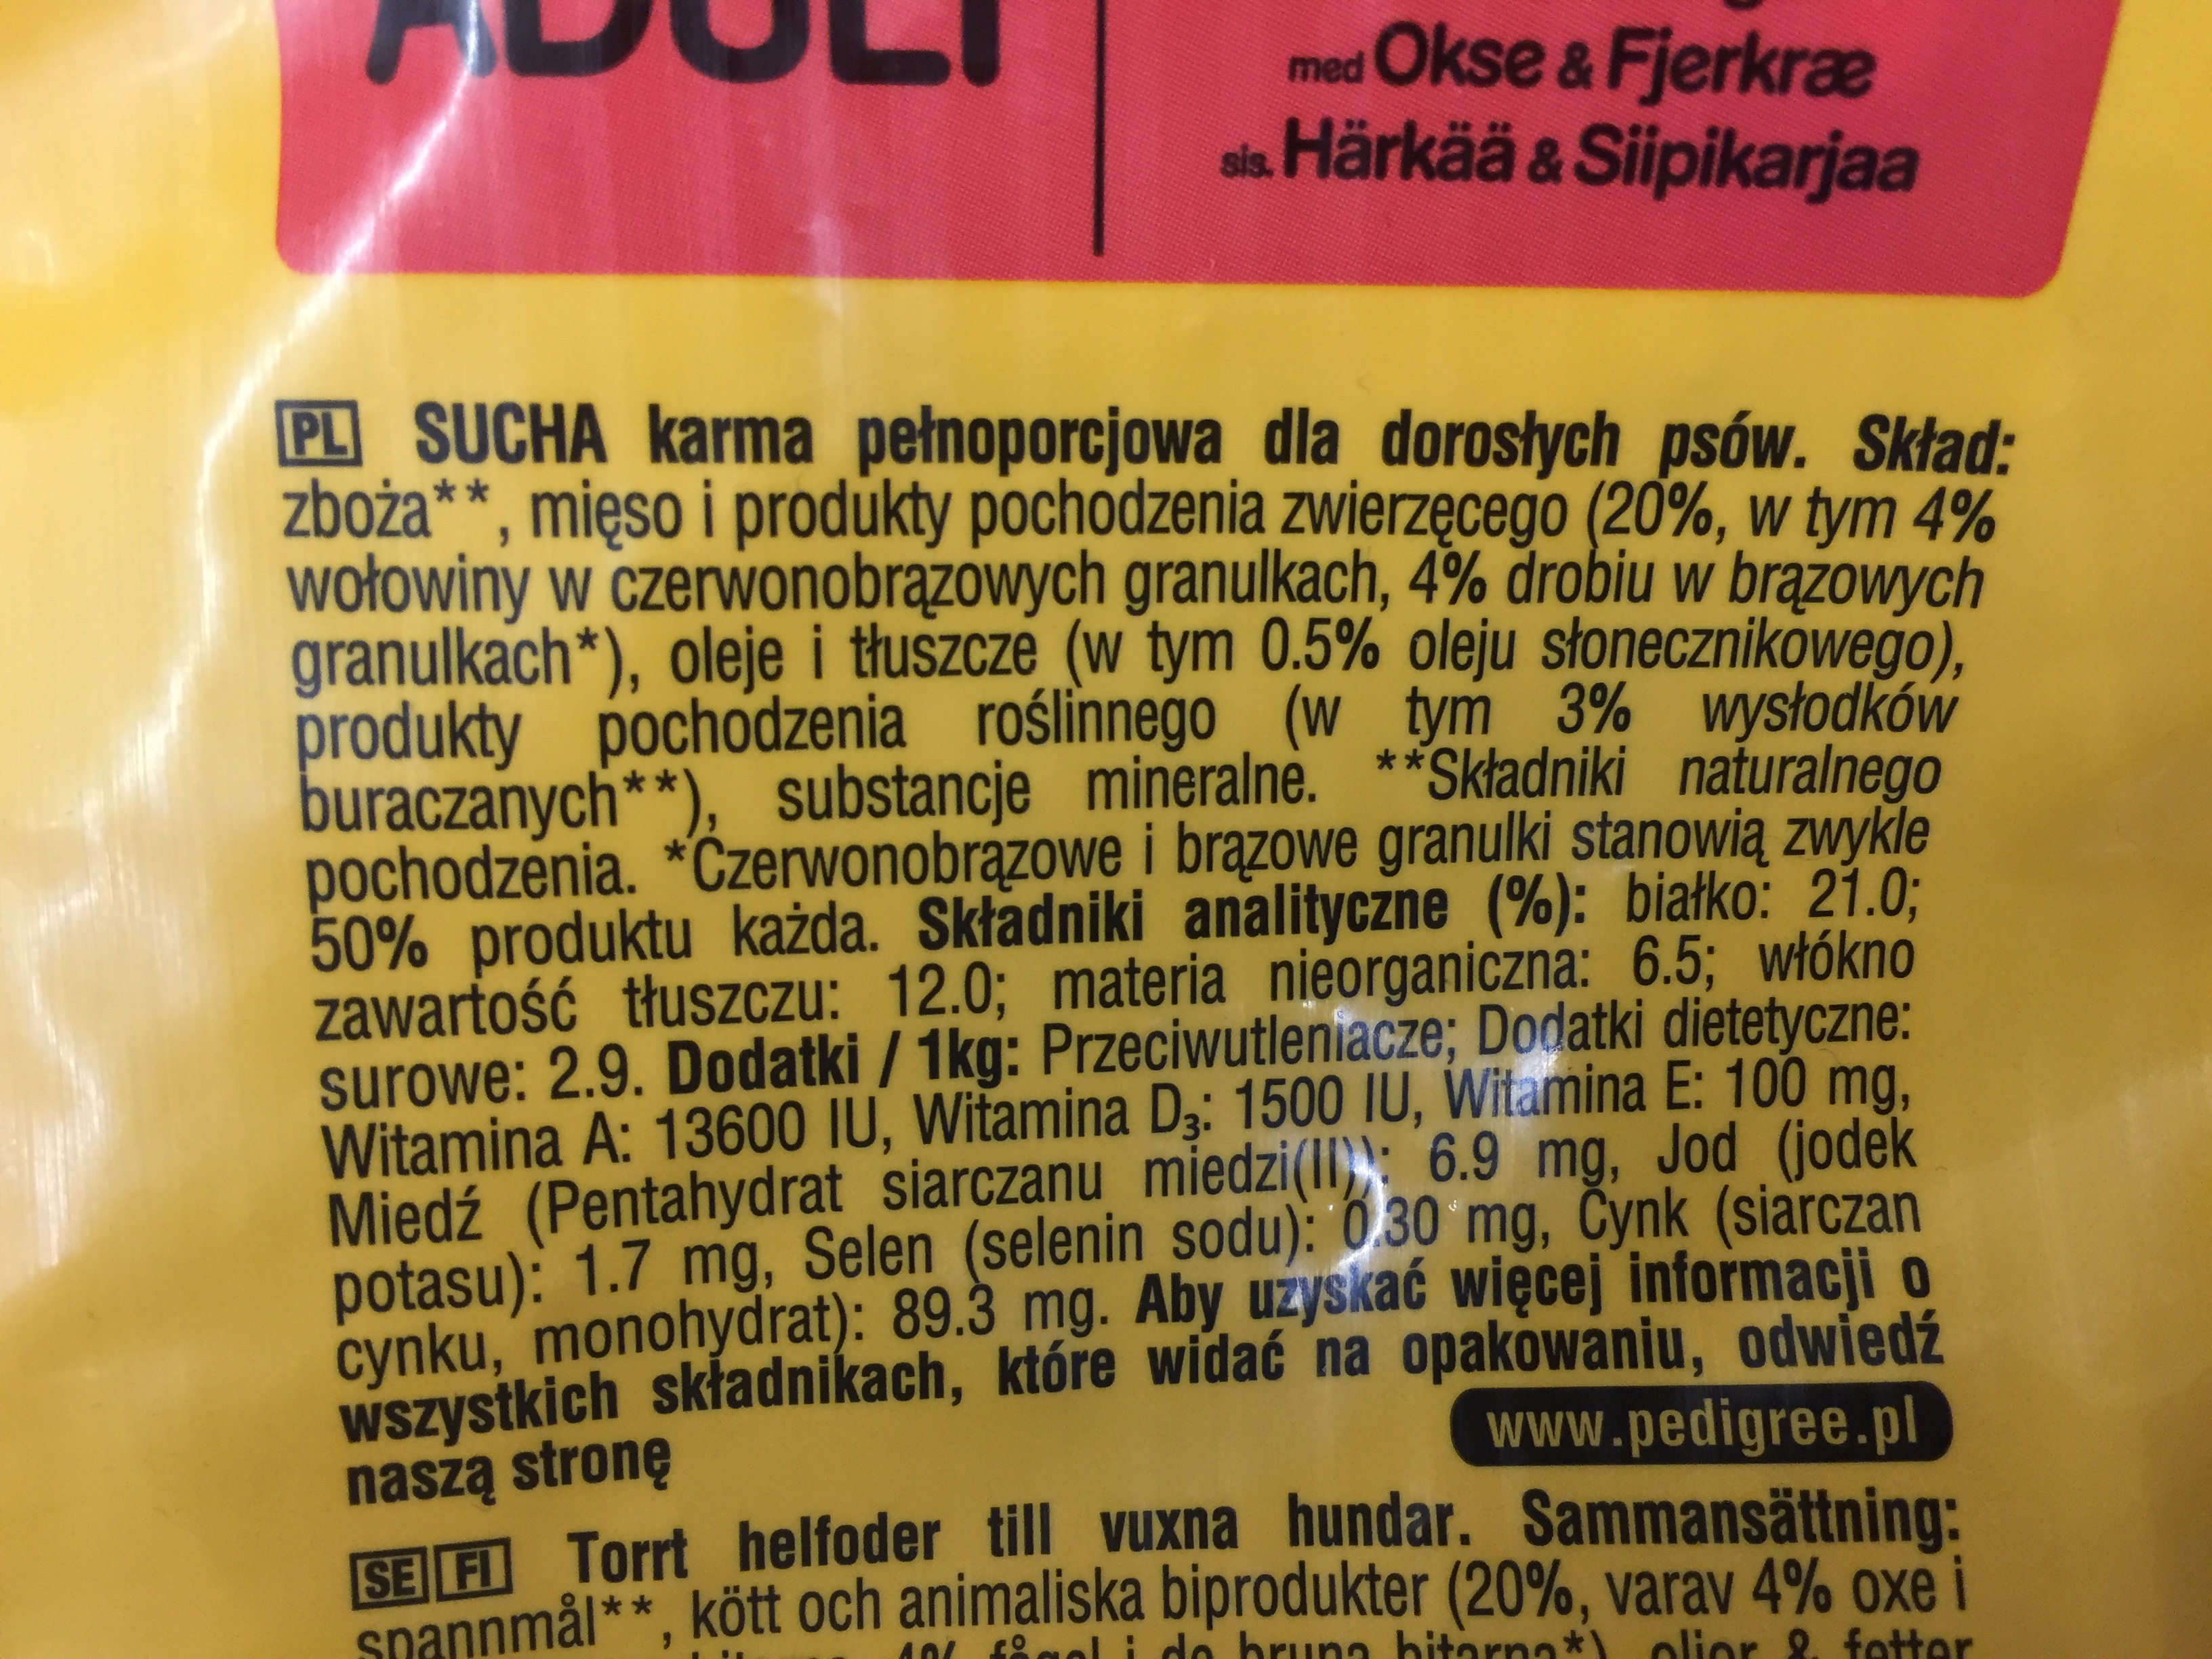 ADULT
med Okse & Fjerkræ
sis. Härkää & Siipikarjaa
PL SUCHA karma pełnoporcjowa dla dorosłych psów. Skład:
zboża**, mięso i produkty pochodzenia zwierzęcego (20%, w tym 4%
wołowiny w czerwonobrązowych granulkach, 4% drobiu w brązowych
granulkach*), oleje i tłuszcze (w tym 0.5% oleju słonecznikowego),
produkty pochodzenia roślinnego (w tym 3% wysłodków
buraczanych**), substancje mineralne. **Składniki naturalnego
pochodzenia. *Czerwonobrązowe i brązowe granulki stanowią zwykle
50% produktu każda. Składniki analityczne (%): białko: 21.0;
zawartość tłuszczu: 12.0; materia nieorganiczna: 6.5; włókno
surowe: 2.9. Dodatki / 1kg: Przeciwutleniacze; Dodatki dietetyczne:
Witamina A: 13600 IU, Witamina D₃: 1500 IU, Witamina E: 100 mg,
Miedź (Pentahydrat siarczanu miedzi(II)): 6.9 mg, Jod (jodek
potasu): 1.7 mg, Selen (selenin sodu): 0.30 mg, Cynk (siarczan
cynku, monohydrat): 89.3 mg. Aby uzyskać więcej informacji o
wszystkich składnikach, które widać na opakowaniu, odwiedź
naszą stronę www.pedigree.pl
SE FI Torrt helfoder till vuxna hundar. Sammansättning:
spannmål**, kött och animaliska biprodukter (20%, varav 4% oxe i